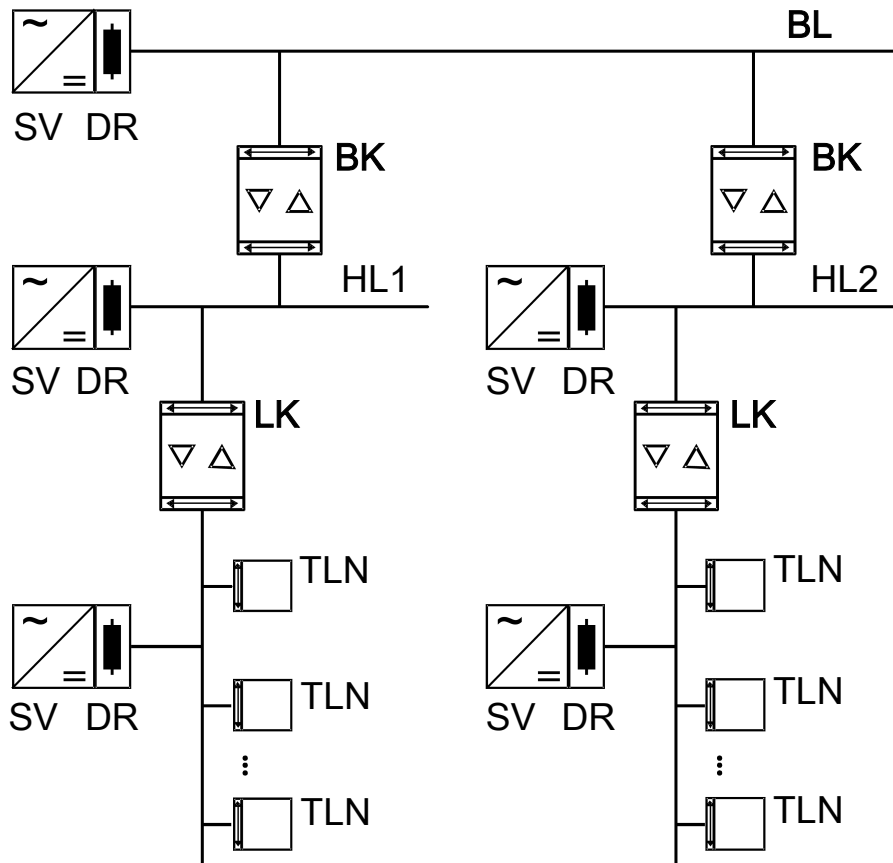 BL
~
=
SV DR
BK BK
HL1 HL2
~ ~
= =
SV DR SV DR
LK LK
TLN TLN
~ ~
= =
SV DR SV DR
TLN TLN
TLN TLN